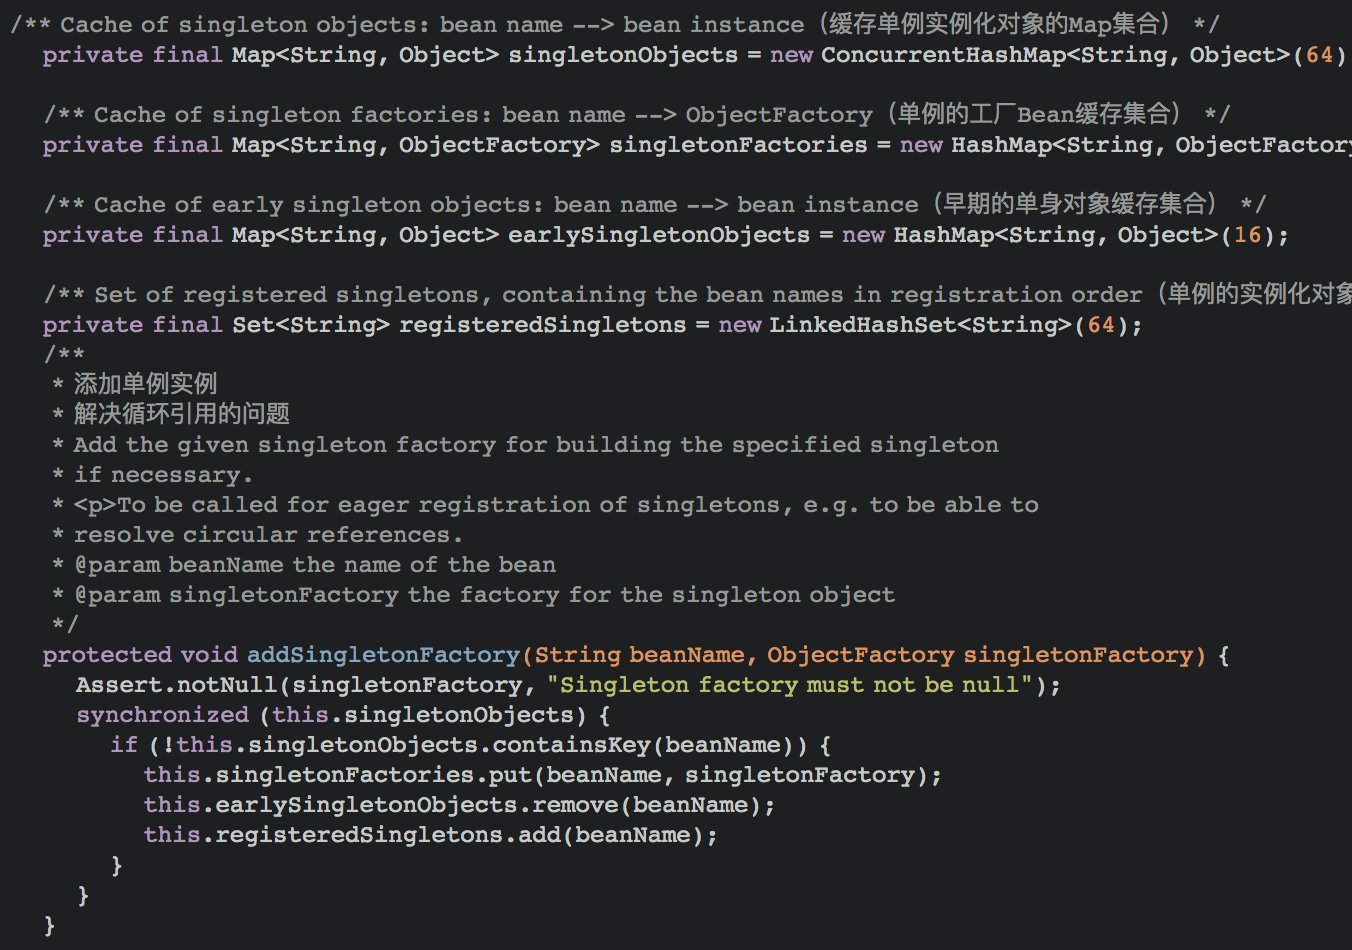 /** Cache of singleton objects: bean name --> bean instance（缓存单例实例化对象的Map集合） */
private final Map<String, Object> singletonObjects = new ConcurrentHashMap<String, Object>(64)
/** Cache of singleton factories: bean name --> ObjectFactory（单例的工厂Bean缓存集合） */
private final Map<String, ObjectFactory> singletonFactories = new HashMap<String, ObjectFactory
/** Cache of early singleton objects: bean name --> bean instance（早期的单身对象缓存集合） */
private final Map<String, Object> earlySingletonObjects = new HashMap<String, Object>(16);
/** Set of registered singletons, containing the bean names in registration order（单例的实例化对象
private final Set<String> registeredSingletons = new LinkedHashSet<String>(64);
/**
* 添加单例实例
* 解决循环引用的问题
* Add the given singleton factory for building the specified singleton
* if necessary.
* <p>To be called for eager registration of singletons, e.g. to be able to
* resolve circular references.
* @param beanName the name of the bean
* @param singletonFactory the factory for the singleton object
*/
protected void addSingletonFactory(String beanName, ObjectFactory singletonFactory) {
Assert.notNull(singletonFactory, "Singleton factory must not be null");
synchronized (this.singletonObjects) {
if (!this.singletonObjects.containsKey(beanName)) {
this.singletonFactories.put(beanName, singletonFactory);
this.earlySingletonObjects.remove(beanName);
this.registeredSingletons.add(beanName);
}
}
}